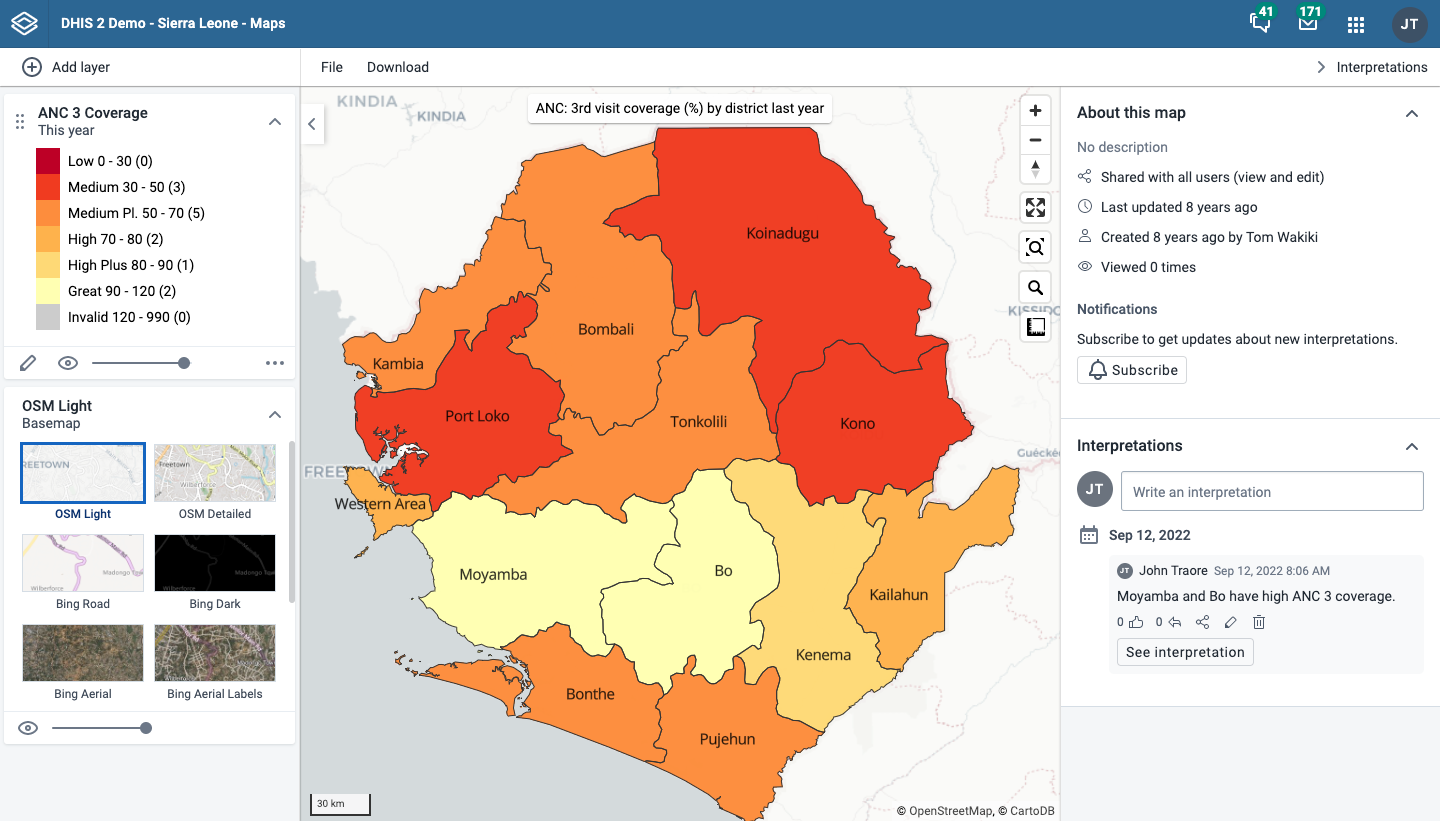 DHIS 2 Demo - Sierra Leone - Maps
41
171
JT
Add layer
File
Download
Interpretations
ANC 3 Coverage
This year
Low 0 - 30 (0)
Medium 30 - 50 (3)
Medium Pl. 50 - 70 (5)
High 70 - 80 (2)
High Plus 80 - 90 (1)
Great 90 - 120 (2)
Invalid 120 - 990 (0)
OSM Light
Basemap
REETOWN
Freetown
Wilberforce
OSM Light
OSM Detailed
Wilberforce
Madongo
Wilberforce
Bing Road
Bing Dark
Bing Aerial
Bing Aerial Labels
ANC: 3rd visit coverage (%) by district last year
KINDIA
KINDIA
Koinadugu
KISSIDO
Bombali
Kambia
Port Loko
Tonkolili
Kono
Guécké
FREETOWN
Western Area
Moyamba
Bo
Kailahun
Kenema
Bonthe
Pujehun
30 km
© OpenStreetMap, © CartoDB
About this map
No description
Shared with all users (view and edit)
Last updated 8 years ago
Created 8 years ago by Tom Wakiki
Viewed 0 times
Notifications
Subscribe to get updates about new interpretations.
Subscribe
Interpretations
JT
Write an interpretation
Sep 12, 2022
JT John Traore Sep 12, 2022 8:06 AM
Moyamba and Bo have high ANC 3 coverage.
0 0
See interpretation